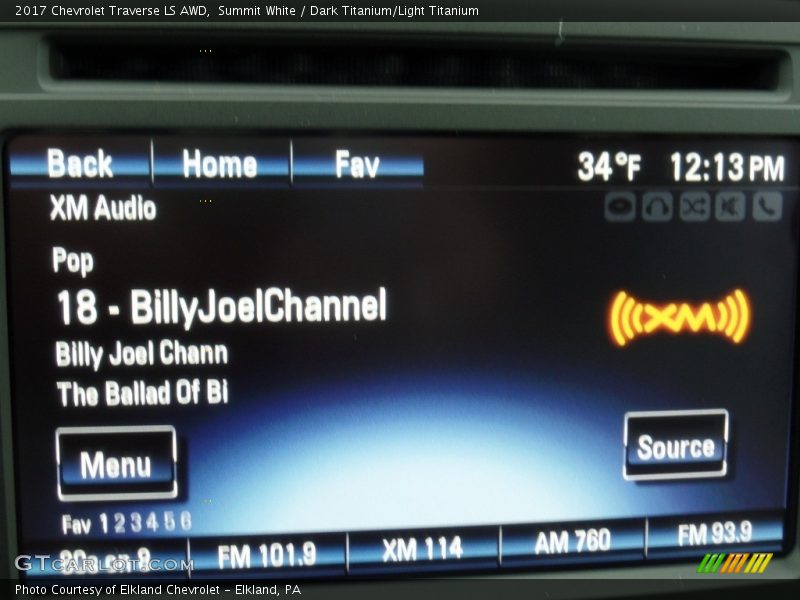 2017 Chevrolet Traverse LS AWD, Summit White / Dark Titanium/Light Titanium
Back Home Fav 34°F 12:13 PM
XM Audio
Pop
18 - BillyJoelChannel
XM
Billy Joel Chann
The Ballad Of Bi
Menu Source
Fav 1 2 3 4 5 6
FM 101.9 XM 114 AM 760 FM 93.9
GTcarlot.com
Photo Courtesy of Elkland Chevrolet - Elkland, PA